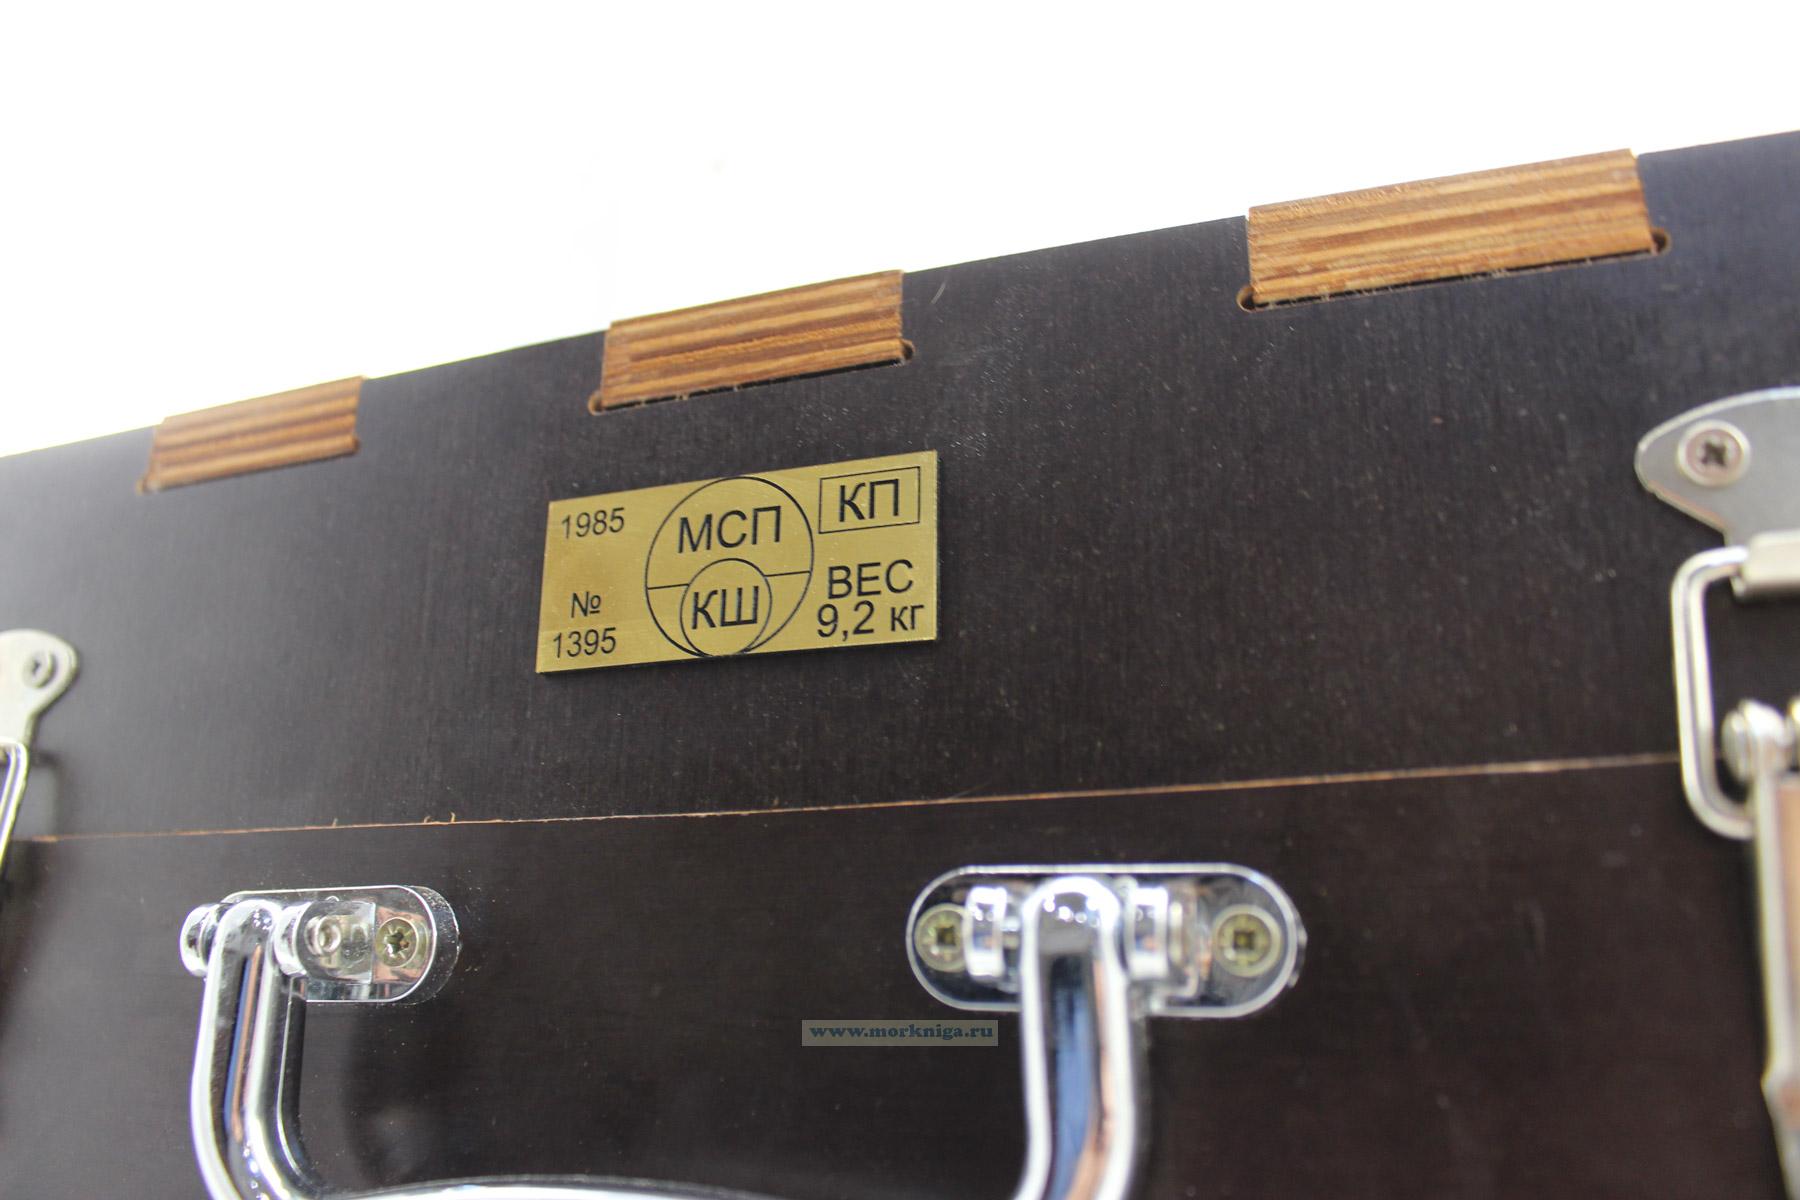 1985
МСП
КП
КШ
№
1395
ВЕС
9,2 кг
www.morkniga.ru